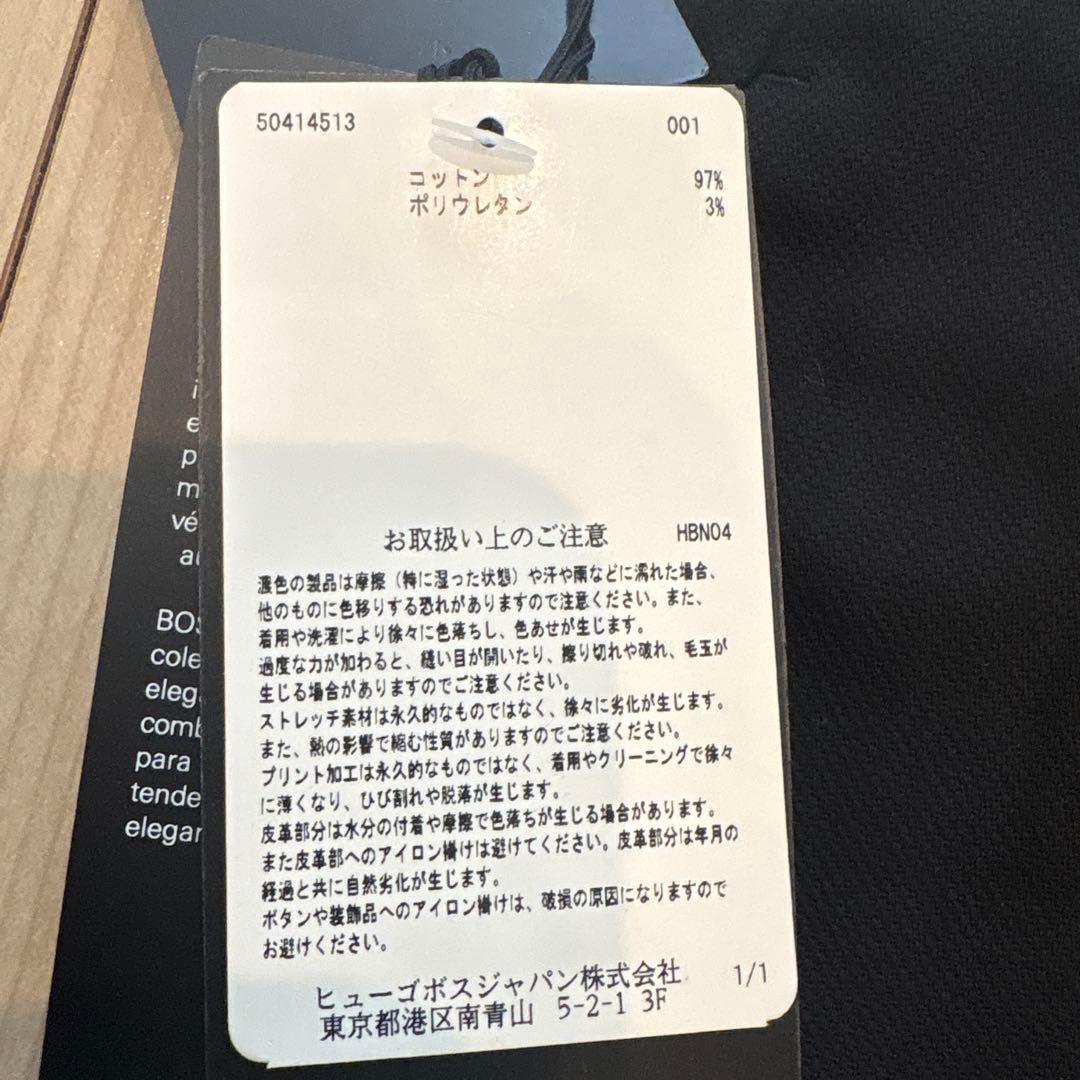 50414513 001
コットン 97%
ポリウレタン 3%
お取扱い上のご注意 HBN04
濃色の製品は摩擦（特に湿った状態）や汗や雨などに濡れた場合、
他のものに色移りする恐れがありますので注意ください。また、
着用や洗濯により徐々に色落ちし、色あせが生じます。
過度な力が加わると、縫い目が開いたり、擦り切れや破れ、毛玉が
生じる場合がありますのでご注意ください。
ストレッチ素材は永久的なものではなく、徐々に劣化が生じます。
また、熱の影響で縮む性質がありますのでご注意ください。
プリント加工は永久的なものではなく、着用やクリーニングで徐々
に薄くなり、ひび割れや脱落が生じます。
皮革部分は水分の付着や摩擦で色落ちが生じる場合があります。
また皮革部へのアイロン掛けは避けてください。皮革部分は年月の
経過と共に自然劣化が生じます。
ボタンや装飾品へのアイロン掛けは、破損の原因になりますので
お避けください。
ヒューゴボスジャパン株式会社 1/1
東京都港区南青山 5-2-1 3F
vé
BOS
cole
elega
comb
para
tende
elegan